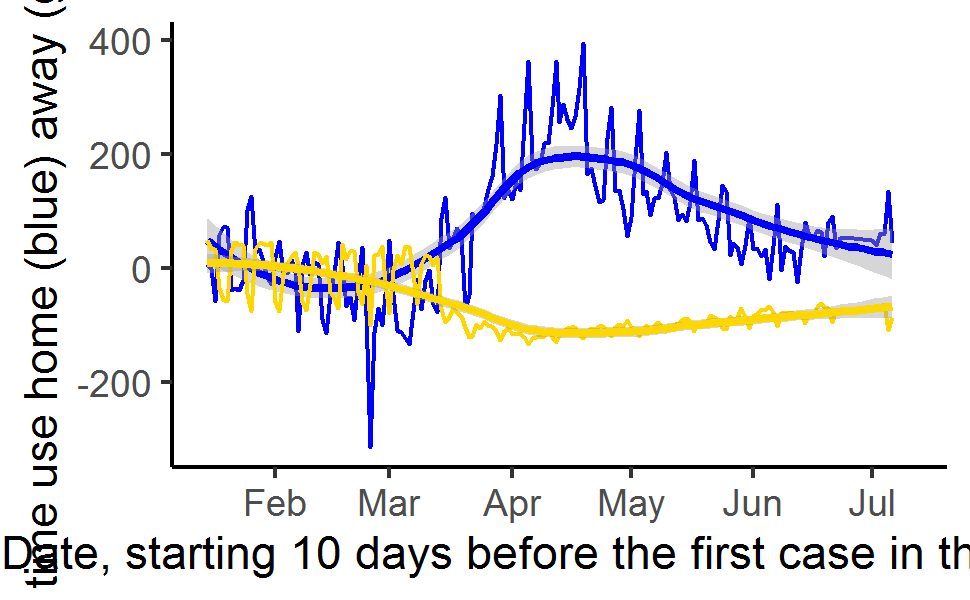 time use home (blue) away (
400
200
0
-200
Feb Mar Apr May Jun Jul
Date, starting 10 days before the first case in th